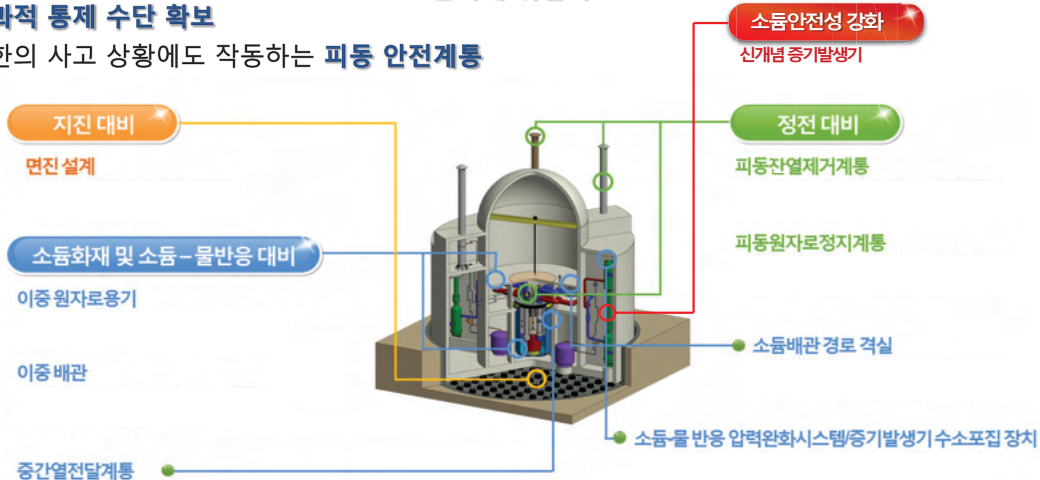 과적 통제 수단 확보
한의 사고 상황에도 작동하는 피동 안전계통
소듐안전성 강화
신개념 증기발생기
지진 대비
면진 설계
정전 대비
피동잔열제거계통
피동원자로정지계통
소듐화재 및 소듐–물반응 대비
이중 원자로용기
이중 배관
소듐배관 경로 격실
소듐-물 반응 압력완화시스템/증기발생기 수소포집 장치
중간열전달계통